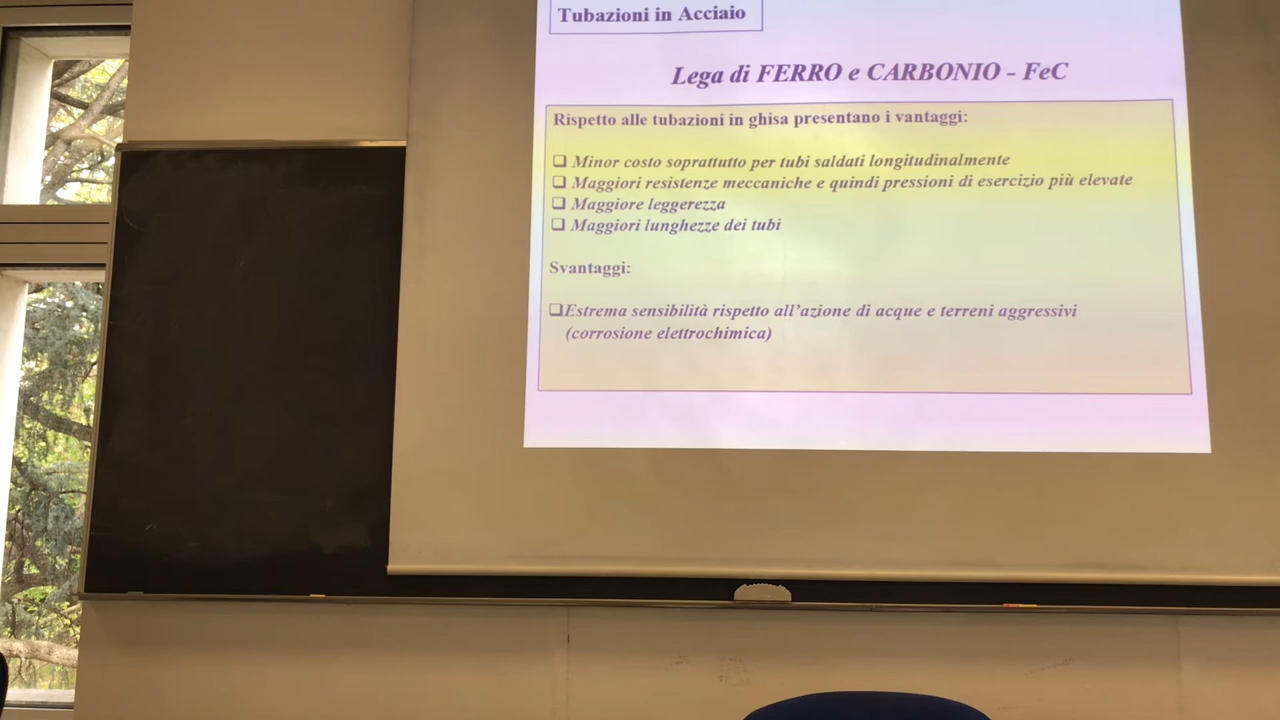 Tubazioni in Acciaio
Lega di FERRO e CARBONIO - FeC
Rispetto alle tubazioni in ghisa presentano i vantaggi:
❑ Minor costo soprattutto per tubi saldati longitudinalmente
❑ Maggiori resistenze meccaniche e quindi pressioni di esercizio più elevate
❑ Maggiore leggerezza
❑ Maggiori lunghezze dei tubi
Svantaggi:
❑Estrema sensibilità rispetto all'azione di acque e terreni aggressivi
(corrosione elettrochimica)